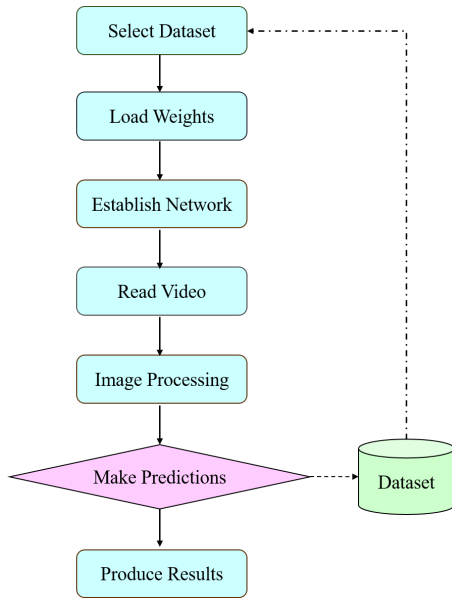 Select Dataset
Load Weights
Establish Network
Read Video
Image Processing
Make Predictions
Dataset
Produce Results